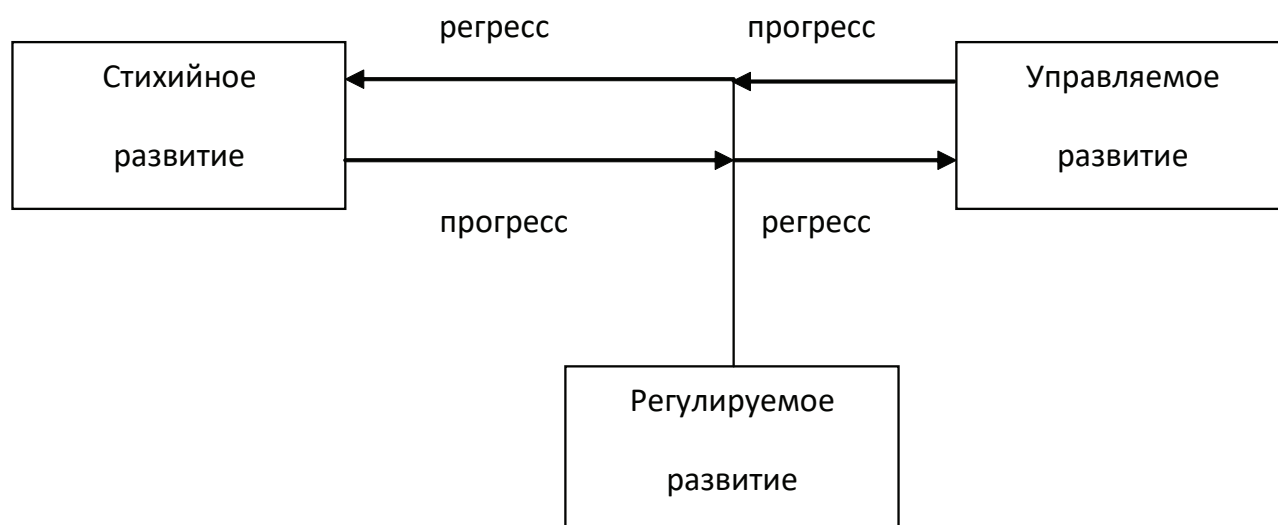 регресс
прогресс
Стихийное
развитие
Управляемое
развитие
прогресс
регресс
Регулируемое
развитие